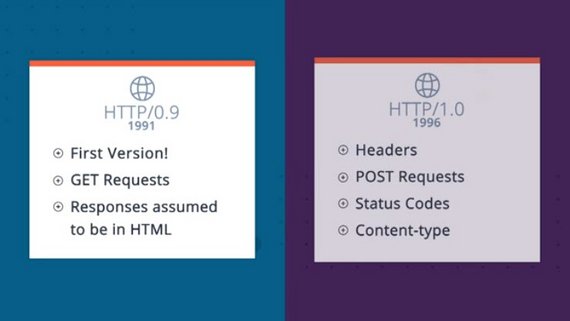 HTTP/0.9
1991
First Version!
GET Requests
Responses assumed
to be in HTML
HTTP/1.0
1996
Headers
POST Requests
Status Codes
Content-type